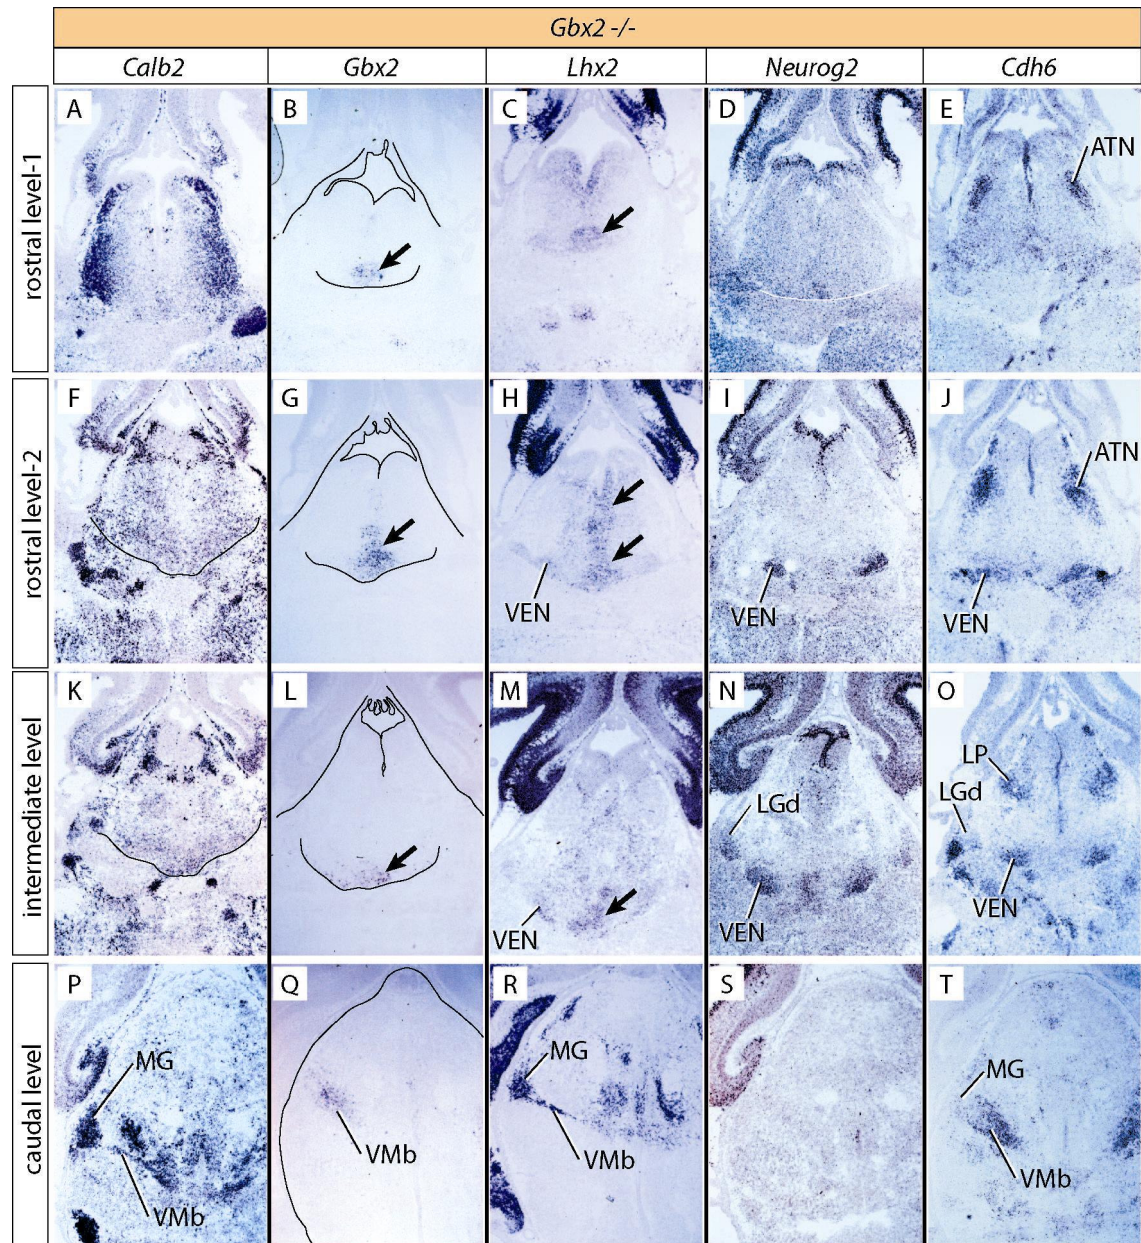 Gbx2 -/-
Calb2 Gbx2 Lhx2 Neurog2 Cdh6
rostral level-1
A B C D E
ATN
rostral level-2
F G H I J
ATN
VEN VEN VEN
intermediate level
K L M N O
LP
LGd LGd
VEN VEN VEN
caudal level
P Q R S T
MG MG MG
VMb VMb VMb VMb